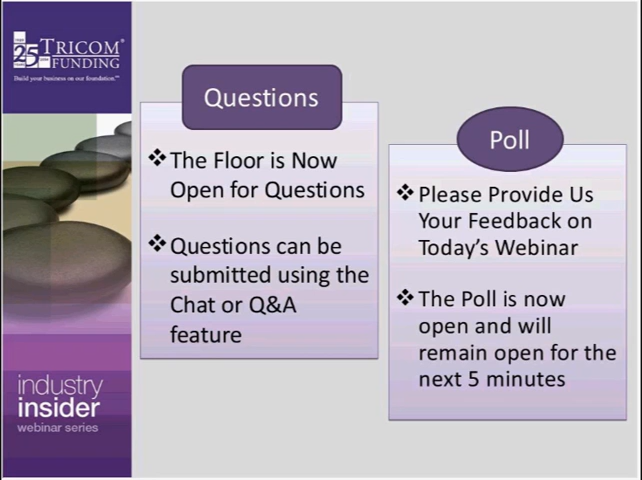 25 TRICOM®
FUNDING
Build your business on our foundation.™
Questions
❖ The Floor is Now
Open for Questions
❖ Questions can be
submitted using the
Chat or Q&A
feature
Poll
❖ Please Provide Us
Your Feedback on
Today's Webinar
❖ The Poll is now
open and will
remain open for the
next 5 minutes
industry
insider
webinar series